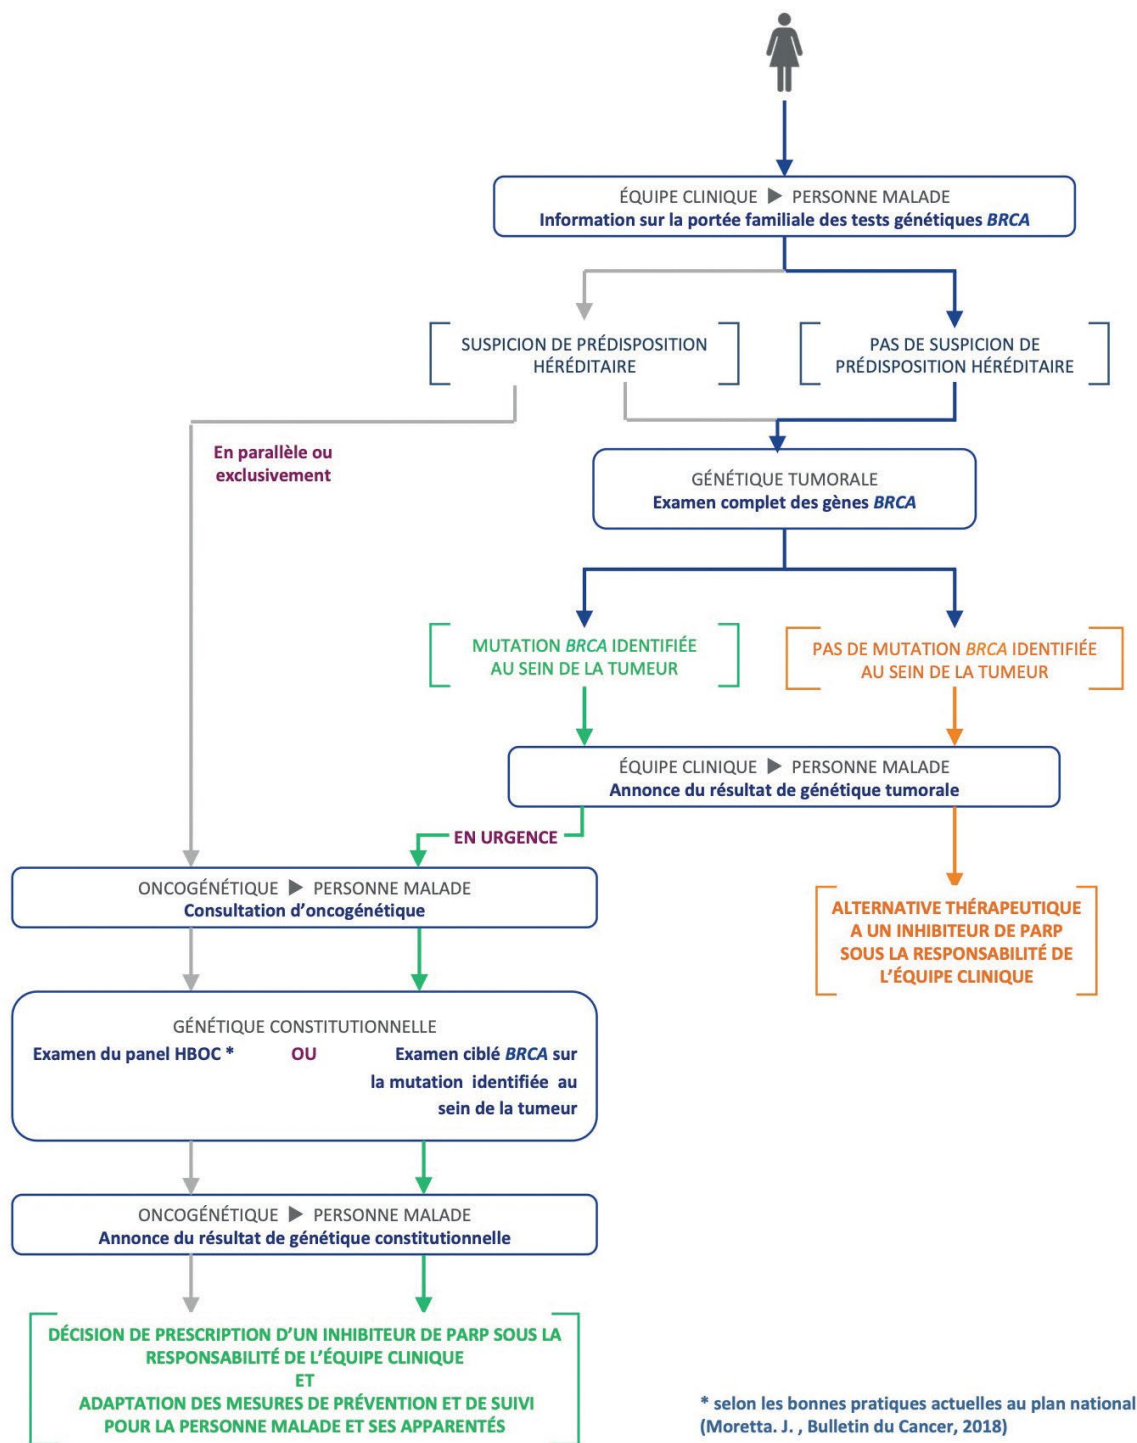 ÉQUIPE CLINIQUE ▶ PERSONNE MALADE
Information sur la portée familiale des tests génétiques BRCA
SUSPICION DE PRÉDISPOSITION
HÉRÉDITAIRE
PAS DE SUSPICION DE
PRÉDISPOSITION HÉRÉDITAIRE
En parallèle ou
exclusivement
GÉNÉTIQUE TUMORALE
Examen complet des gènes BRCA
MUTATION BRCA IDENTIFIÉE
AU SEIN DE LA TUMEUR
PAS DE MUTATION BRCA IDENTIFIÉE
AU SEIN DE LA TUMEUR
ÉQUIPE CLINIQUE ▶ PERSONNE MALADE
Annonce du résultat de génétique tumorale
EN URGENCE
ONCOGÉNÉTIQUE ▶ PERSONNE MALADE
Consultation d’oncogénétique
ALTERNATIVE THÉRAPEUTIQUE
A UN INHIBITEUR DE PARP
SOUS LA RESPONSABILITÉ DE
L’ÉQUIPE CLINIQUE
GÉNÉTIQUE CONSTITUTIONNELLE
Examen du panel HBOC *
OU
Examen ciblé BRCA sur
la mutation identifiée au
sein de la tumeur
ONCOGÉNÉTIQUE ▶ PERSONNE MALADE
Annonce du résultat de génétique constitutionnelle
DÉCISION DE PRESCRIPTION D’UN INHIBITEUR DE PARP SOUS LA
RESPONSABILITÉ DE L’ÉQUIPE CLINIQUE
ET
ADAPTATION DES MESURES DE PRÉVENTION ET DE SUIVI
POUR LA PERSONNE MALADE ET SES APPARENTÉS
* selon les bonnes pratiques actuelles au plan national
(Moretta. J. , Bulletin du Cancer, 2018)